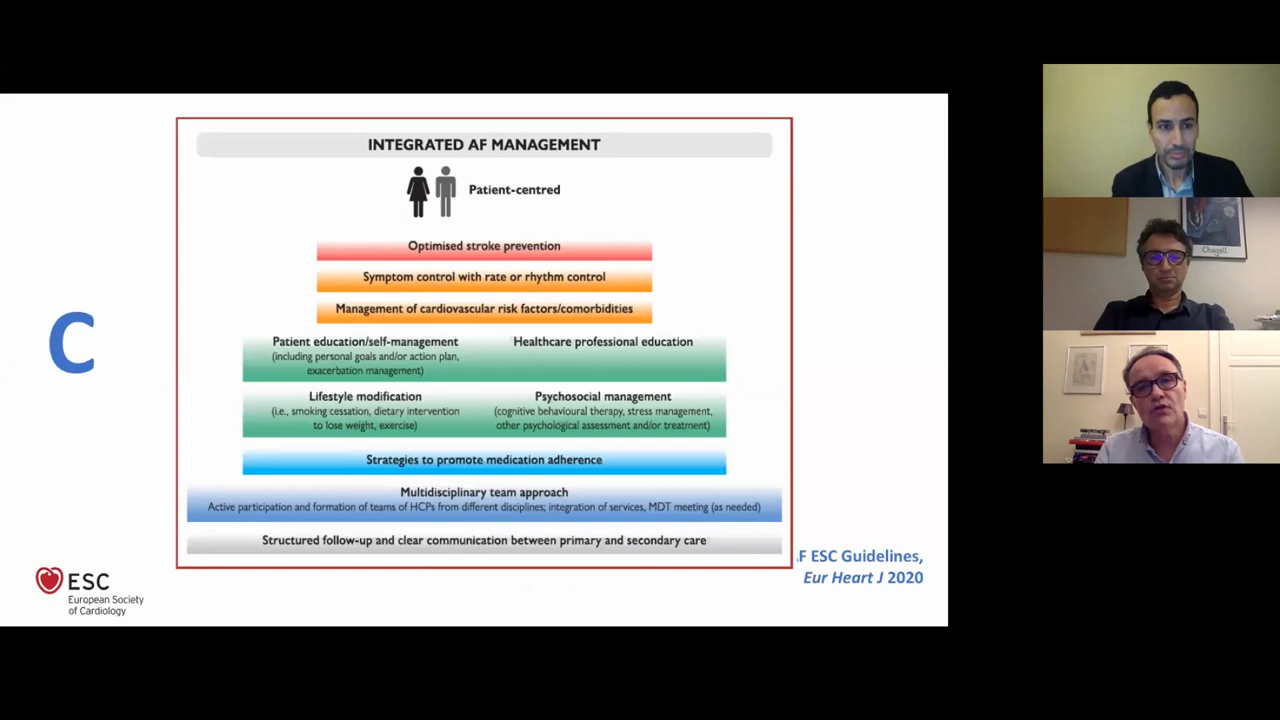 INTEGRATED AF MANAGEMENT
Patient-centred
Optimised stroke prevention
Symptom control with rate or rhythm control
Management of cardiovascular risk factors/comorbidities
Patient education/self-management
(including personal goals and/or action plan,
exacerbation management)
Healthcare professional education
Lifestyle modification
(i.e., smoking cessation, dietary intervention
to lose weight, exercise)
Psychosocial management
(cognitive behavioural therapy, stress management,
other psychological assessment and/or treatment)
Strategies to promote medication adherence
Multidisciplinary team approach
Active participation and formation of teams of HCPs from different disciplines; integration of services, MDT meeting (as needed)
Structured follow-up and clear communication between primary and secondary care
C
F ESC Guidelines,
Eur Heart J 2020
ESC
European Society
of Cardiology
Chagall